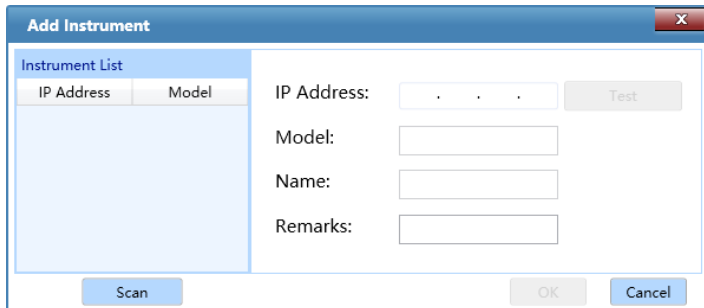 Add Instrument
x
Instrument List
IP Address Model
IP Address: . . . Test
Model:
Name:
Remarks:
Scan OK Cancel